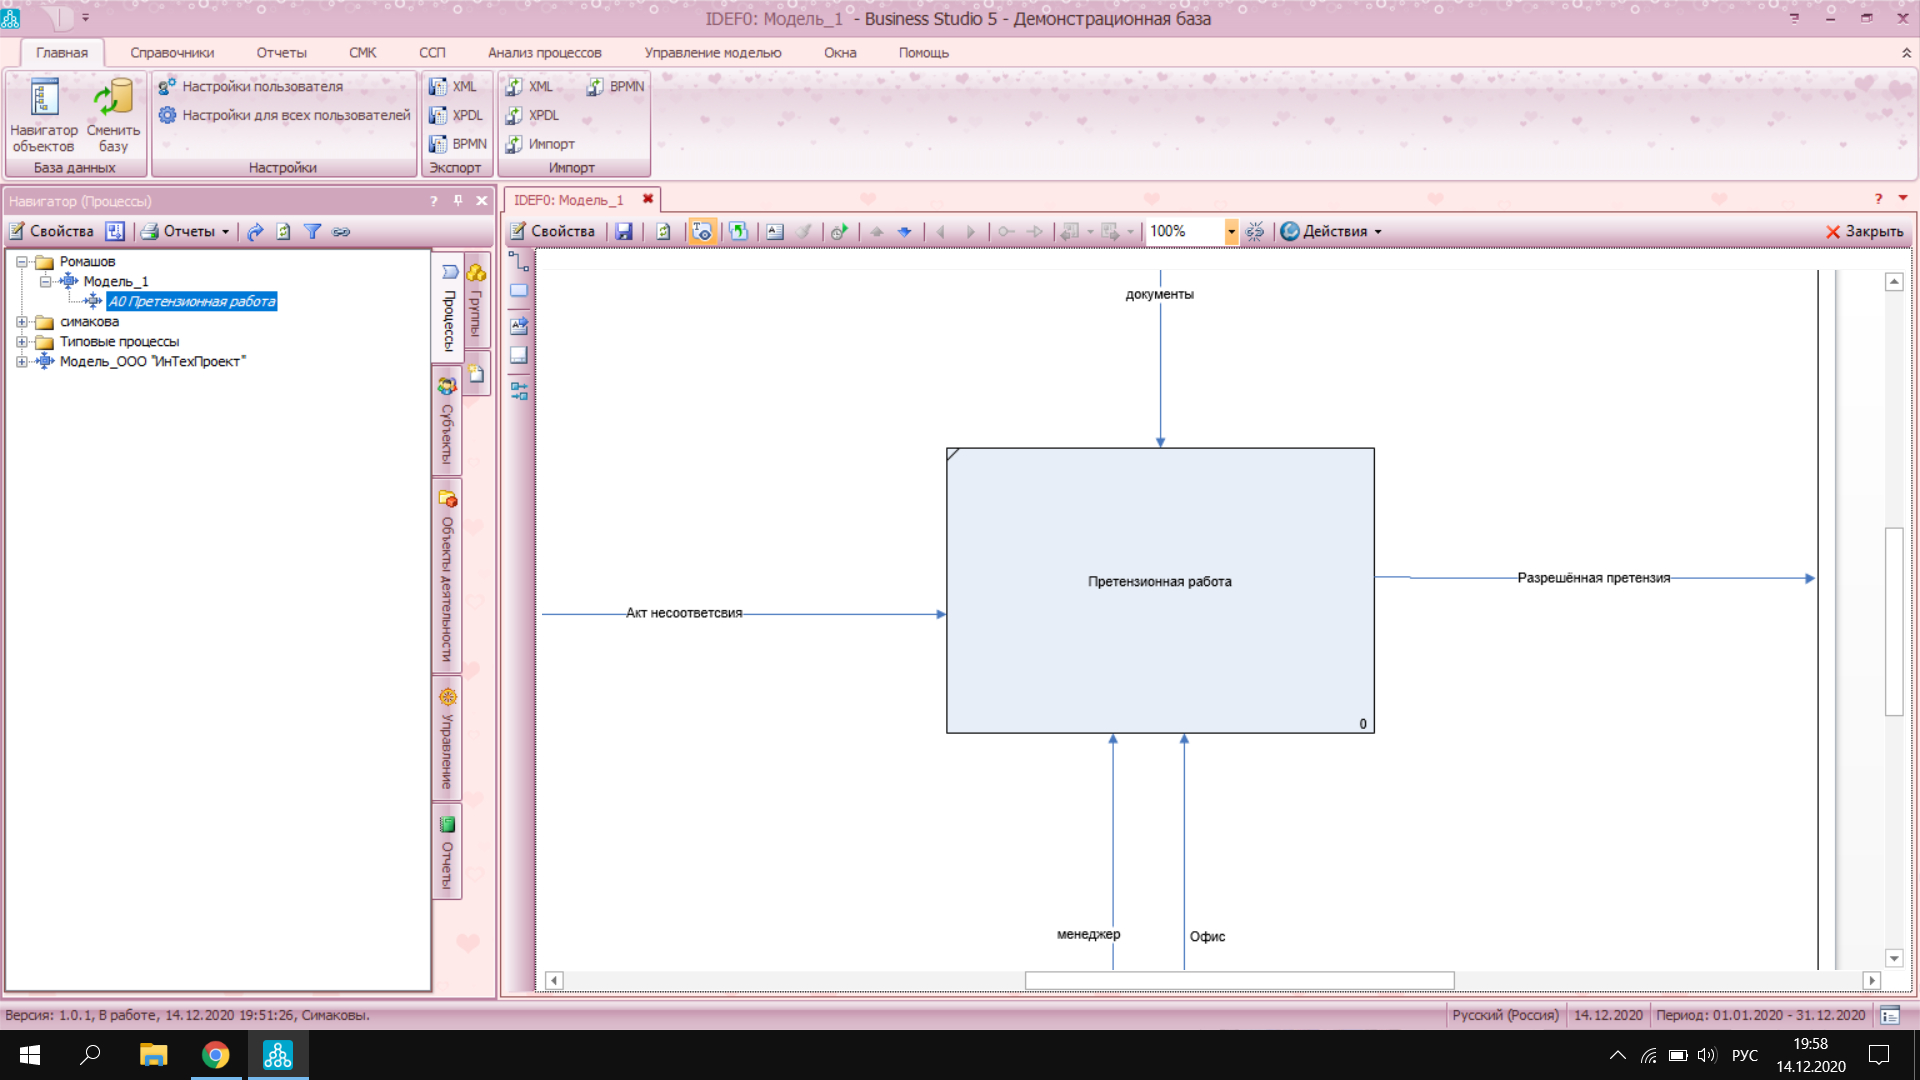 IDEF0: Модель_1 - Business Studio 5 - Демонстрационная база
Главная Справочники Отчеты СМК ССП Анализ процессов Управление моделью Окна Помощь
Навигатор объектов
Сменить базу
База данных
Настройки пользователя
Настройки для всех пользователей
Настройки
XML
XPDL
BPMN
Экспорт
XML BPMN
XPDL
Импорт
Импорт
Навигатор (Процессы)
Свойства Отчеты
Ромашов
Модель_1
A0 Претензионная работа
симакова
Типовые процессы
Модель_ООО "ИнТехПроект"
Процессы
Группы
Субъекты
Объекты деятельности
Управление
Отчеты
IDEF0: Модель_1
Свойства 100% Действия Закрыть
документы
Претензионная работа
0
Акт несоответсвия
Разрешённая претензия
менеджер
Офис
Версия: 1.0.1, В работе, 14.12.2020 19:51:26, Симаковы.
Русский (Россия) 14.12.2020 Период: 01.01.2020 - 31.12.2020
РУС
19:58
14.12.2020